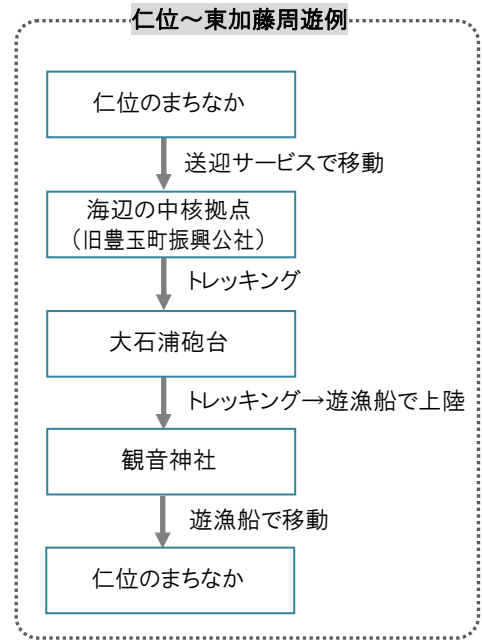 仁位～東加藤周遊例
仁位のまちなか
送迎サービスで移動
海辺の中核拠点
（旧豊玉町振興公社）
トレッキング
大石浦砲台
トレッキング→遊漁船で上陸
観音神社
遊漁船で移動
仁位のまちなか